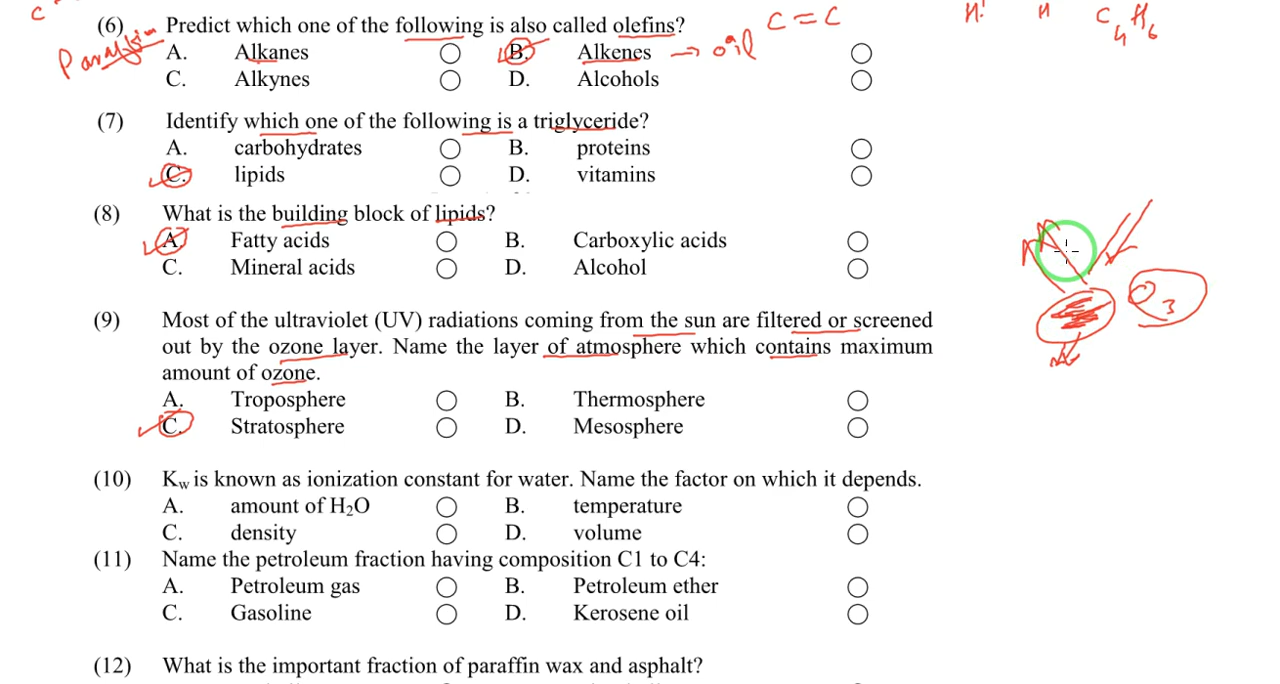 C
(6) Predict which one of the following is also called olefins? C=C
Paraffin A. Alkanes B. Alkenes → oil
C. Alkynes D. Alcohols
H H C4H6
(7) Identify which one of the following is a triglyceride?
A. carbohydrates B. proteins
C. lipids D. vitamins
(8) What is the building block of lipids?
A. Fatty acids B. Carboxylic acids
C. Mineral acids D. Alcohol
O3
(9) Most of the ultraviolet (UV) radiations coming from the sun are filtered or screened
out by the ozone layer. Name the layer of atmosphere which contains maximum
amount of ozone.
A. Troposphere B. Thermosphere
C. Stratosphere D. Mesosphere
(10) Kw is known as ionization constant for water. Name the factor on which it depends.
A. amount of H2O B. temperature
C. density D. volume
(11) Name the petroleum fraction having composition C1 to C4:
A. Petroleum gas B. Petroleum ether
C. Gasoline D. Kerosene oil
(12) What is the important fraction of paraffin wax and asphalt?